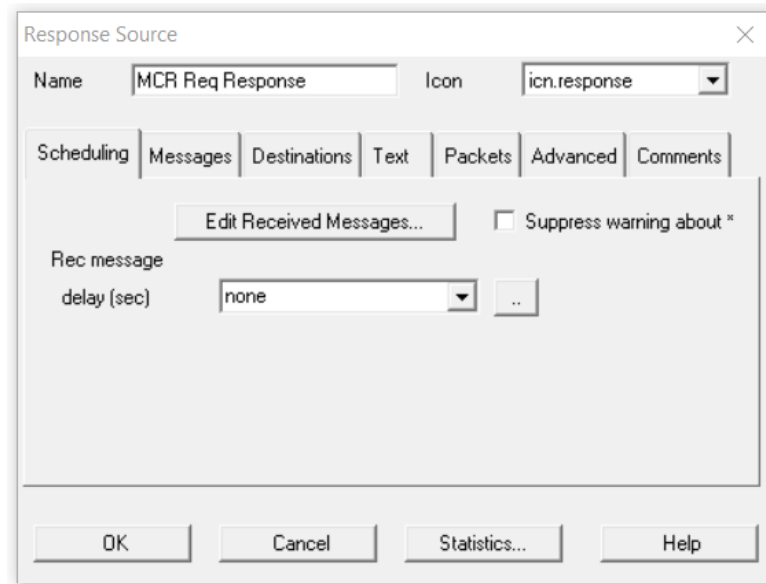 Response Source
Name MCR Req Response Icon icn.response
Scheduling Messages Destinations Text Packets Advanced Comments
Edit Received Messages... Suppress warning about *
Rec message
delay (sec) none ..
OK Cancel Statistics... Help